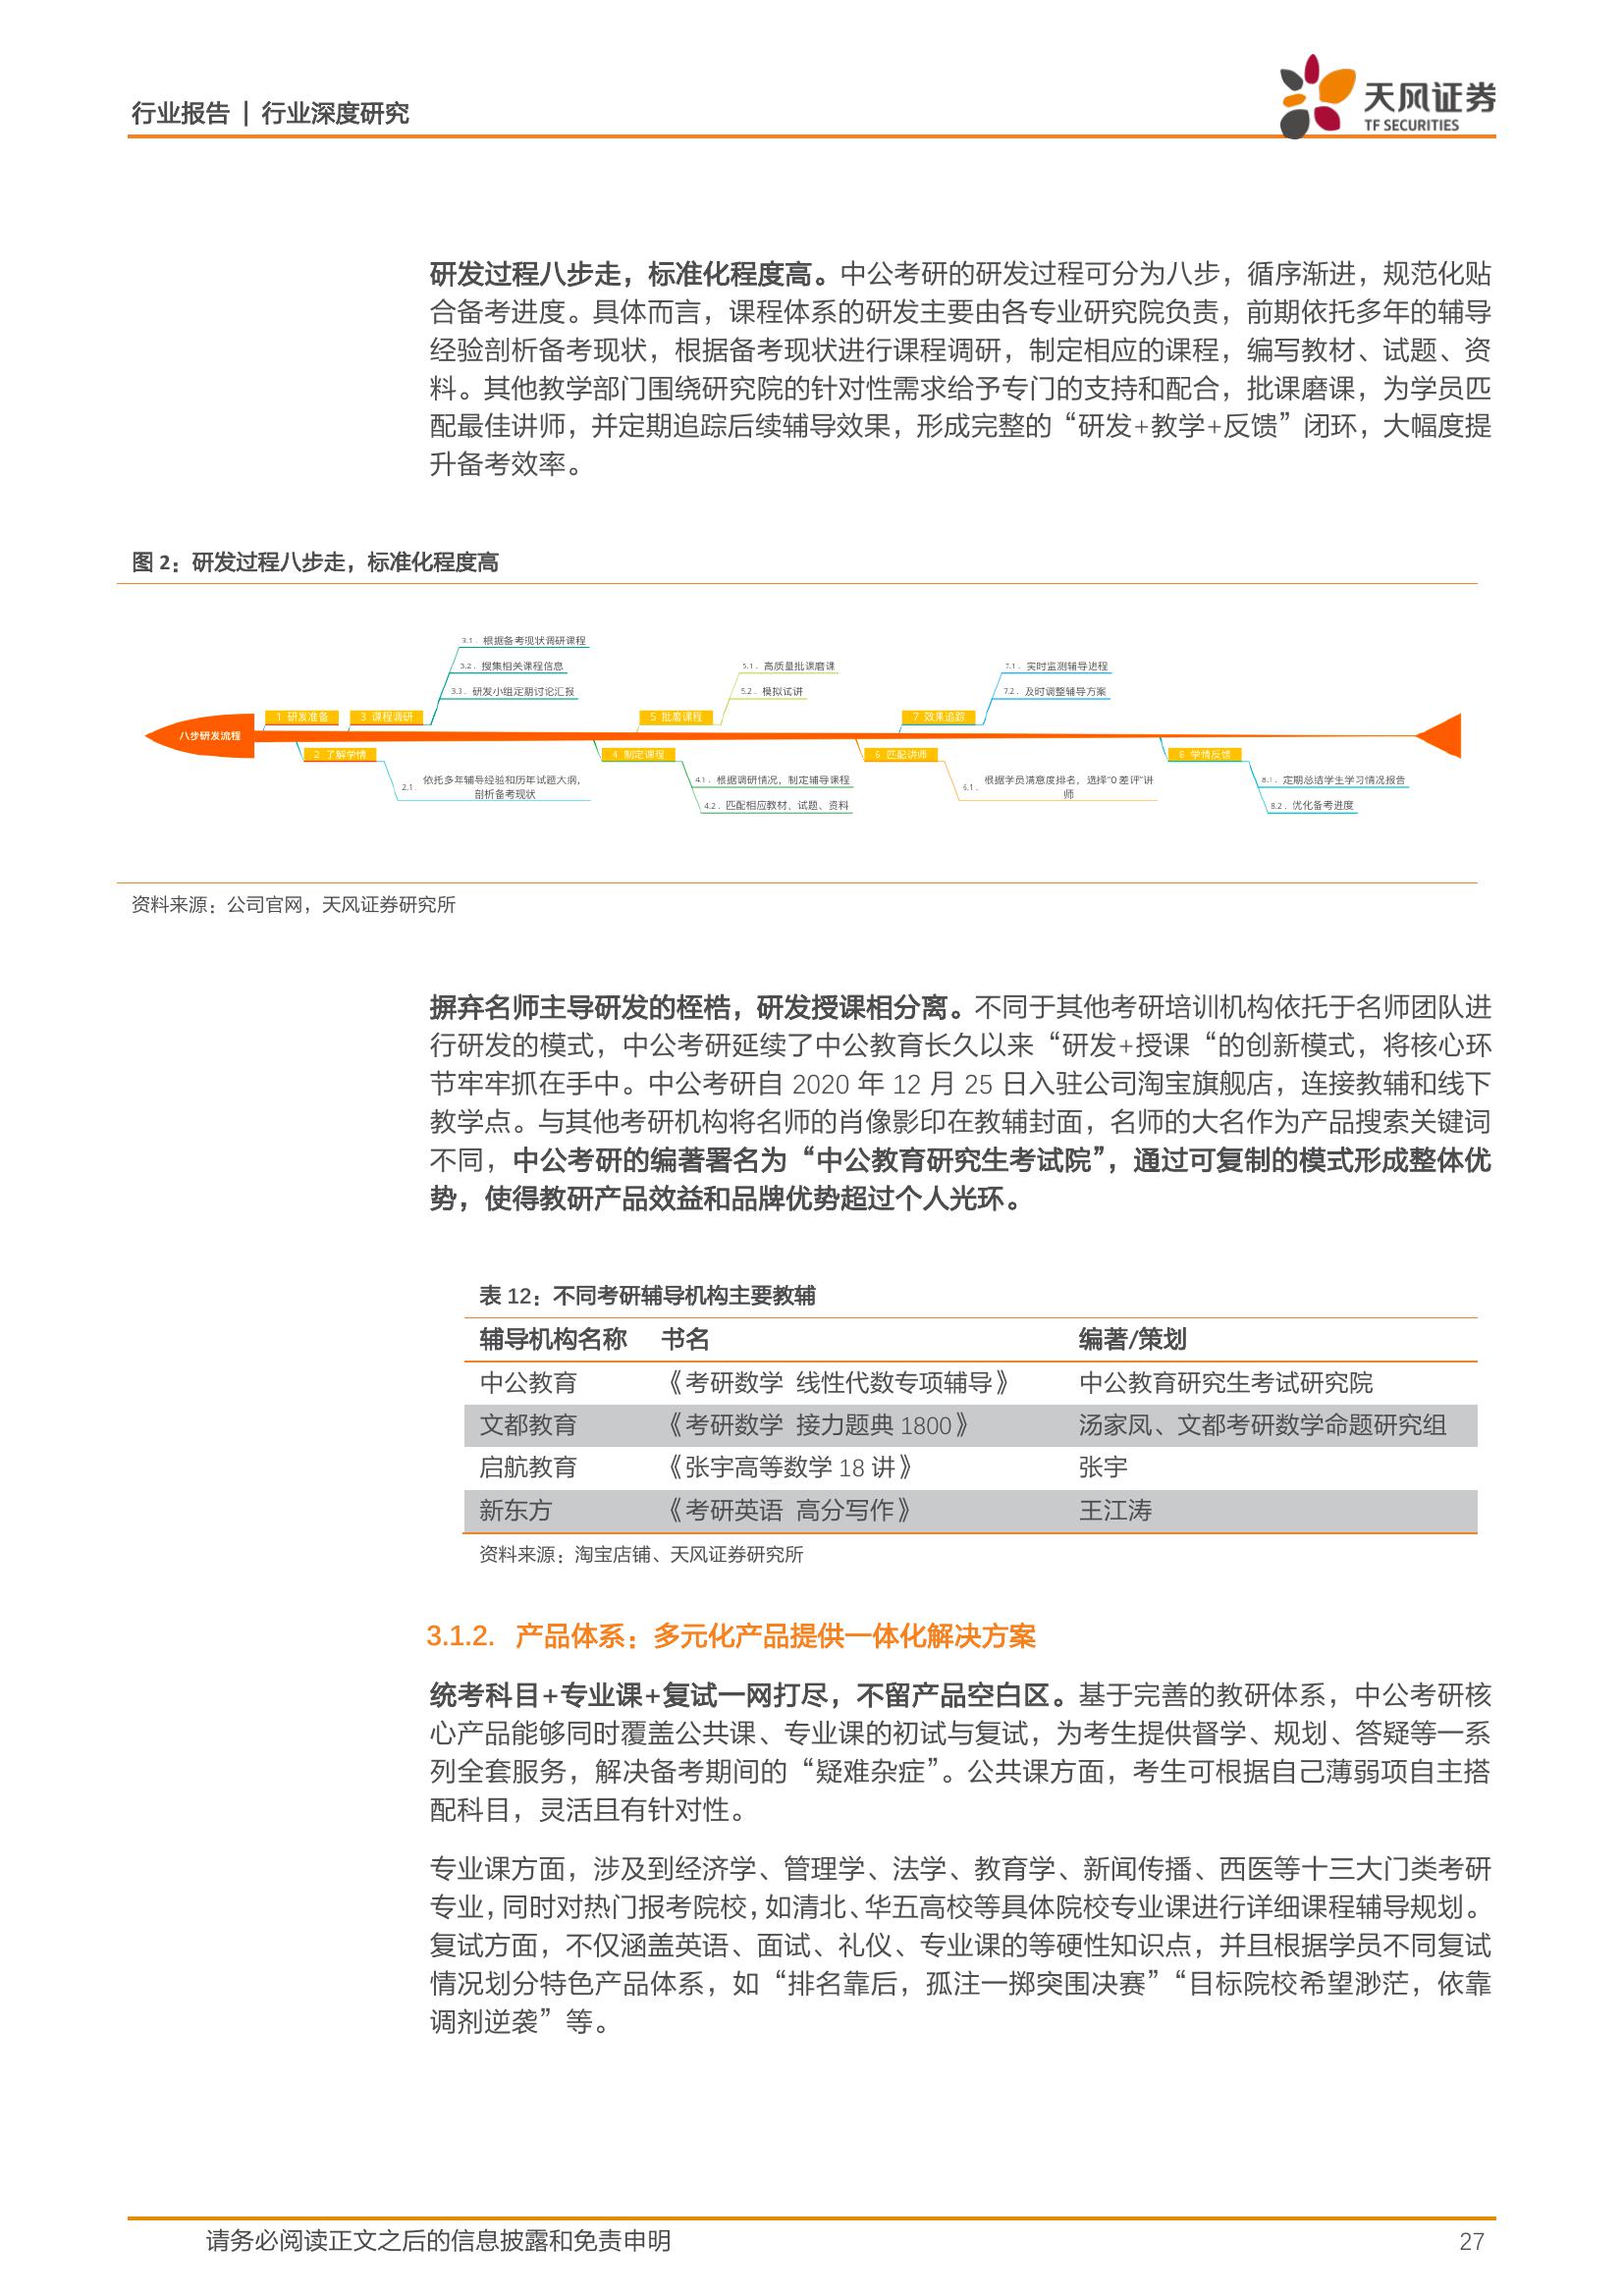 行业报告 | 行业深度研究
天风证券
TF SECURITIES
研发过程八步走，标准化程度高。中公考研的研发过程可分为八步，循序渐进，规范化贴
合备考进度。具体而言，课程体系的研发主要由各专业研究院负责，前期依托多年的辅导
经验剖析备考现状，根据备考现状进行课程调研，制定相应的课程，编写教材、试题、资
料。其他教学部门围绕研究院的针对性需求给予专门的支持和配合，批课磨课，为学员匹
配最佳讲师，并定期追踪后续辅导效果，形成完整的“研发+教学+反馈”闭环，大幅度提
升备考效率。
图 2：研发过程八步走，标准化程度高
八步研发流程
1 研发准备
2 了解学情
2.1. 依托多年辅导经验和历年试题大纲，
剖析备考现状
3 课程调研
3.1. 根据备考现状调研课程
3.2. 搜集相关课程信息
3.3. 研发小组定期讨论汇报
4 制定课程
4.1. 根据调研情况，制定辅导课程
4.2. 匹配相应教材、试题、资料
5 批磨课程
5.1. 高质量批课磨课
5.2. 模拟试讲
6 匹配讲师
6.1. 根据学员满意度排名，选择“0 差评”讲
师
7 效果追踪
7.1. 实时监测辅导进程
7.2. 及时调整辅导方案
8 学情反馈
8.1. 定期总结学生学习情况报告
8.2. 优化备考进度
资料来源：公司官网，天风证券研究所
摒弃名师主导研发的桎梏，研发授课相分离。不同于其他考研培训机构依托于名师团队进
行研发的模式，中公考研延续了中公教育长久以来“研发+授课“的创新模式，将核心环
节牢牢抓在手中。中公考研自 2020 年 12 月 25 日入驻公司淘宝旗舰店，连接教辅和线下
教学点。与其他考研机构将名师的肖像影印在教辅封面，名师的大名作为产品搜索关键词
不同，中公考研的编著署名为“中公教育研究生考试院”，通过可复制的模式形成整体优
势，使得教研产品效益和品牌优势超过个人光环。
表 12：不同考研辅导机构主要教辅
辅导机构名称 书名 编著/策划
中公教育 《考研数学 线性代数专项辅导》 中公教育研究生考试研究院
文都教育 《考研数学 接力题典 1800》 汤家凤、文都考研数学命题研究组
启航教育 《张宇高等数学 18 讲》 张宇
新东方 《考研英语 高分写作》 王江涛
资料来源：淘宝店铺、天风证券研究所
3.1.2. 产品体系：多元化产品提供一体化解决方案
统考科目+专业课+复试一网打尽，不留产品空白区。基于完善的教研体系，中公考研核
心产品能够同时覆盖公共课、专业课的初试与复试，为考生提供督学、规划、答疑等一系
列全套服务，解决备考期间的“疑难杂症”。公共课方面，考生可根据自己薄弱项自主搭
配科目，灵活且有针对性。
专业课方面，涉及到经济学、管理学、法学、教育学、新闻传播、西医等十三大门类考研
专业，同时对热门报考院校，如清北、华五高校等具体院校专业课进行详细课程辅导规划。
复试方面，不仅涵盖英语、面试、礼仪、专业课的等硬性知识点，并且根据学员不同复试
情况划分特色产品体系，如“排名靠后，孤注一掷突围决赛”“目标院校希望渺茫，依靠
调剂逆袭”等。
请务必阅读正文之后的信息披露和免责申明 27